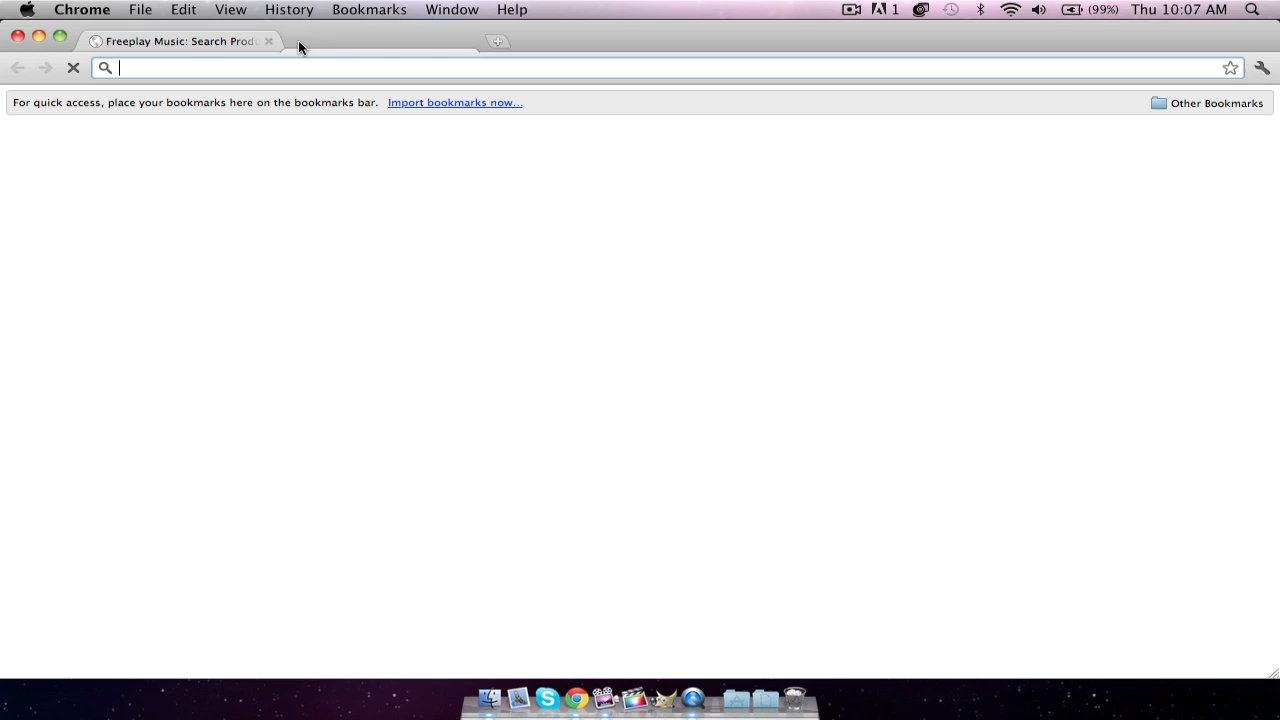 Chrome File Edit View History Bookmarks Window Help 1 (99%) Thu 10:07 AM
Freeplay Music: Search Produ
For quick access, place your bookmarks here on the bookmarks bar. Import bookmarks now... Other Bookmarks